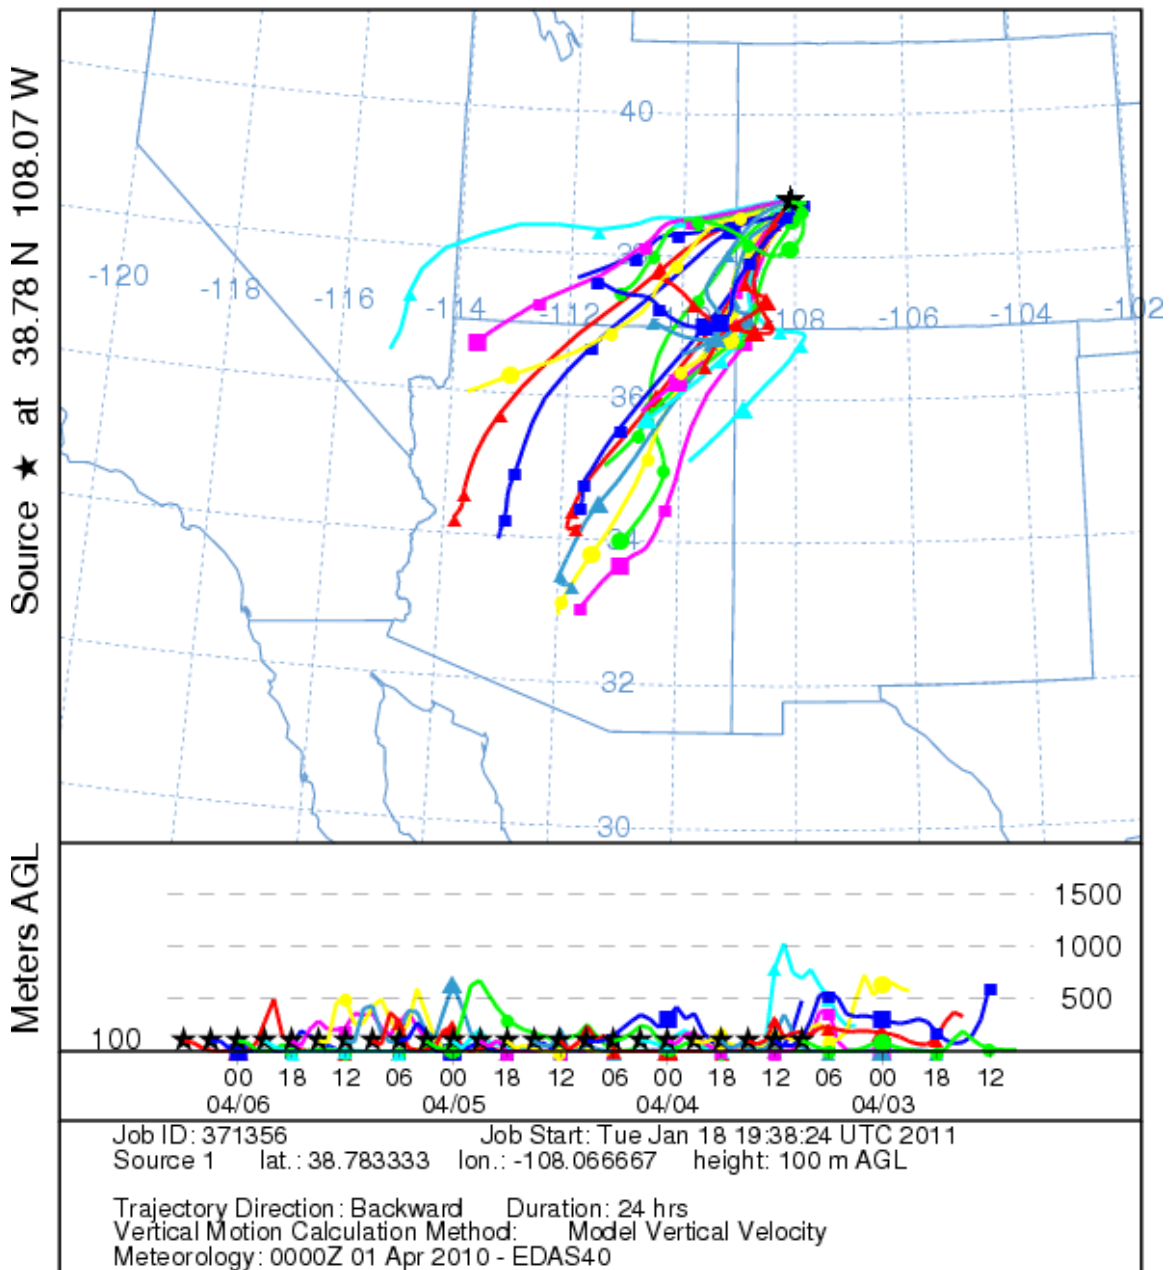 Source ★ at 38.78 N 108.07 W
40
38
-120
-118
-116
-114
-112
-108
-106
-104
-102
36
34
32
30
Meters AGL
1500
1000
500
100
00 18 12 06 00 18 12 06 00 18 12 06 00 18 12
04/06 04/05 04/04 04/03
Job ID: 371356 Job Start: Tue Jan 18 19:38:24 UTC 2011
Source 1 lat.: 38.783333 lon.: -108.066667 height: 100 m AGL
Trajectory Direction: Backward Duration: 24 hrs
Vertical Motion Calculation Method: Model Vertical Velocity
Meteorology: 0000Z 01 Apr 2010 - EDAS40